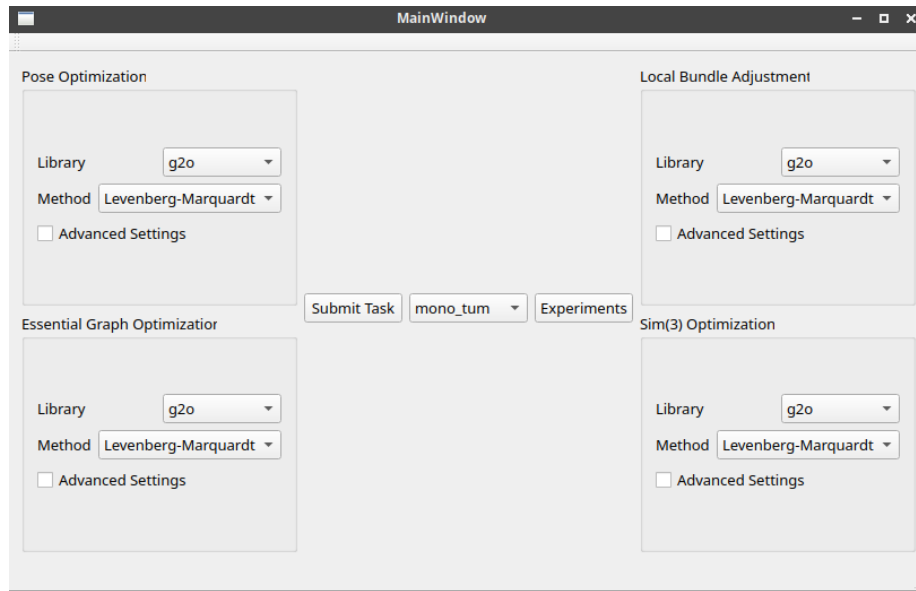 MainWindow
Pose Optimization
Library g2o
Method Levenberg-Marquardt
Advanced Settings
Local Bundle Adjustment
Library g2o
Method Levenberg-Marquardt
Advanced Settings
Submit Task mono_tum Experiments
Essential Graph Optimization
Library g2o
Method Levenberg-Marquardt
Advanced Settings
Sim(3) Optimization
Library g2o
Method Levenberg-Marquardt
Advanced Settings